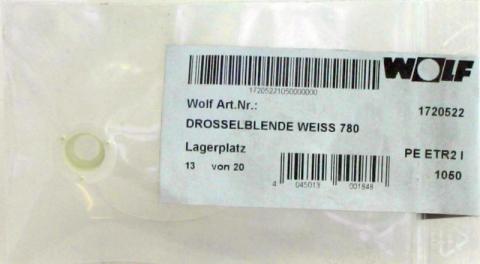 WOLF
17205221050000000
Wolf Art.Nr.: 1720522
DROSSELBLENDE WEISS 780
Lagerplatz PE ETR2 I
13 von 20 1050
4 045013 001848